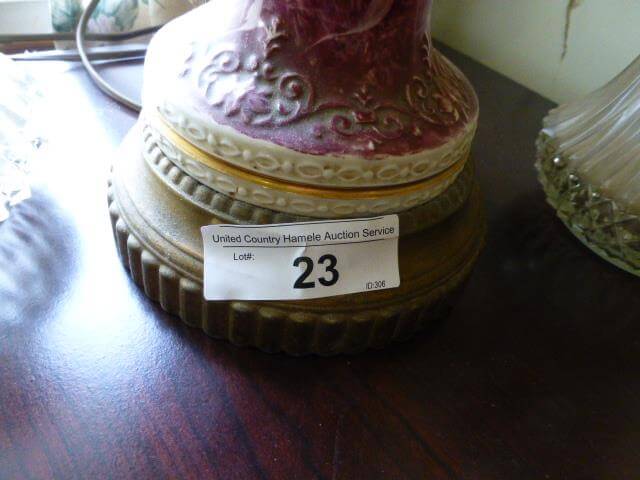 United Country Hamele Auction Service
Lot#:
23
ID:306